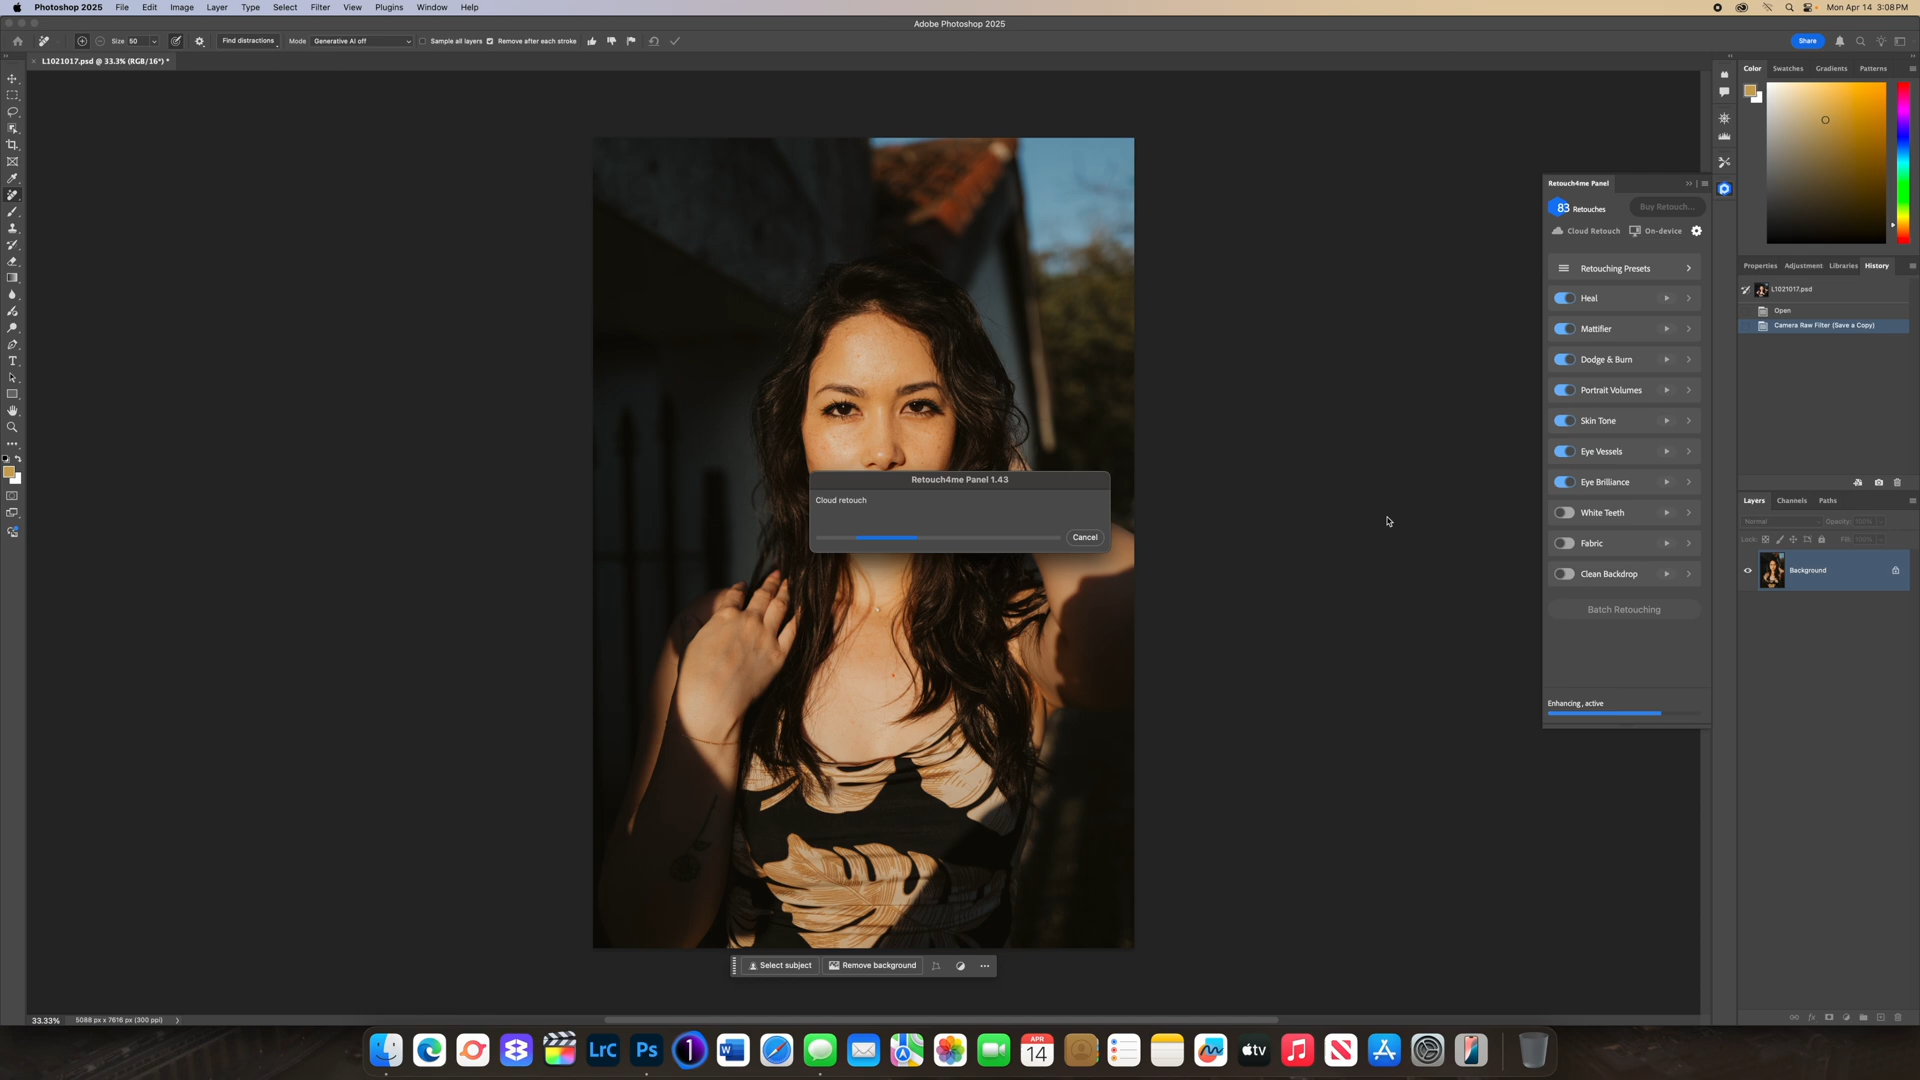 Photoshop 2025 File Edit Image Layer Type Select Filter View Plugins Window Help
Mon Apr 14 3:08 PM
Adobe Photoshop 2025
Size 50 Find distractions Mode Generative AI off Sample all layers Remove after each stroke
Share
L1021017.psd @ 33.3% (RGB/16*) *
Color Swatches Gradients Patterns
Retouch4me Panel
83 Retouches
Buy Retouch...
Cloud Retouch On-device
Retouching Presets
Heal
Mattifier
Dodge & Burn
Portrait Volumes
Skin Tone
Eye Vessels
Eye Brilliance
White Teeth
Fabric
Clean Backdrop
Batch Retouching
Enhancing, active
Properties Adjustment Libraries History
L1021017.psd
Open
Camera Raw Filter (Save a Copy)
Layers Channels Paths
Normal Opacity: 100%
Lock: Fill: 100%
Background
Retouch4me Panel 1.43
Cloud retouch
Cancel
Select subject Remove background
33.33% 5088 px x 7616 px (300 ppi)
LrC Ps 1 W APR 14 tv